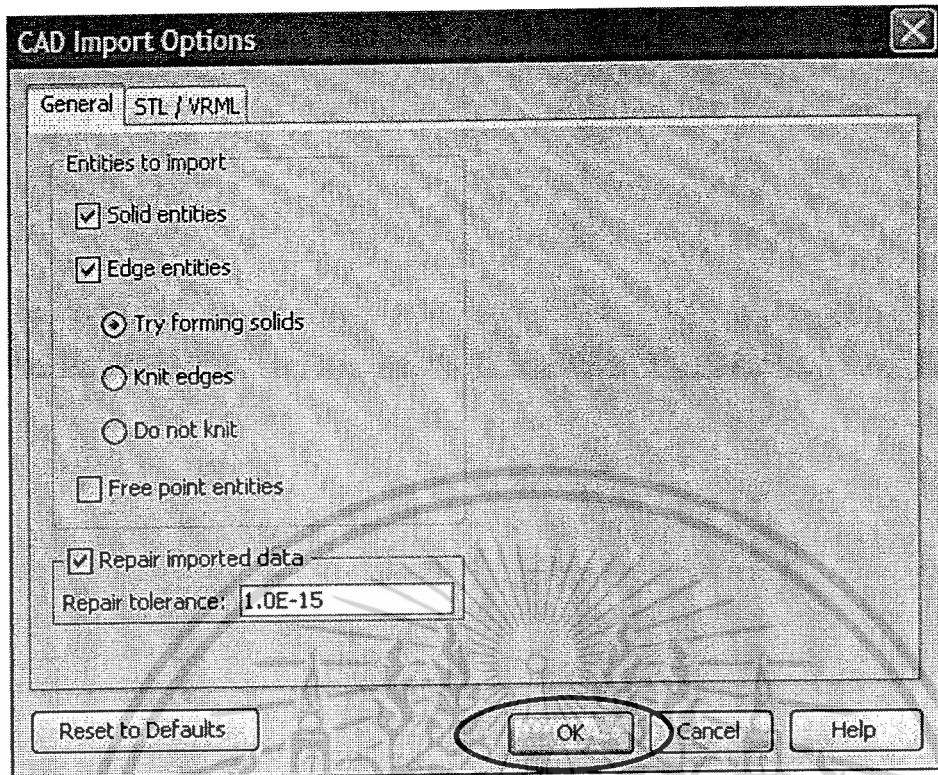 CAD Import Options
General STL / VRML
Entities to import
Solid entities
Edge entities
Try forming solids
Knit edges
Do not knit
Free point entities
Repair imported data
Repair tolerance: 1.0E-15
Reset to Defaults OK Cancel Help